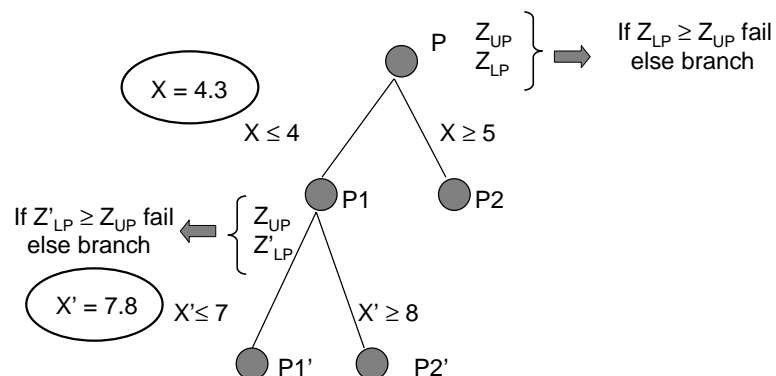 P
Z_UP
Z_LP
If Z_LP ≥ Z_UP fail
else branch
X = 4.3
X ≤ 4
X ≥ 5
P1
P2
If Z'_LP ≥ Z_UP fail
else branch
Z_UP
Z'_LP
X’ = 7.8
X’≤ 7
X’ ≥ 8
P1’
P2’